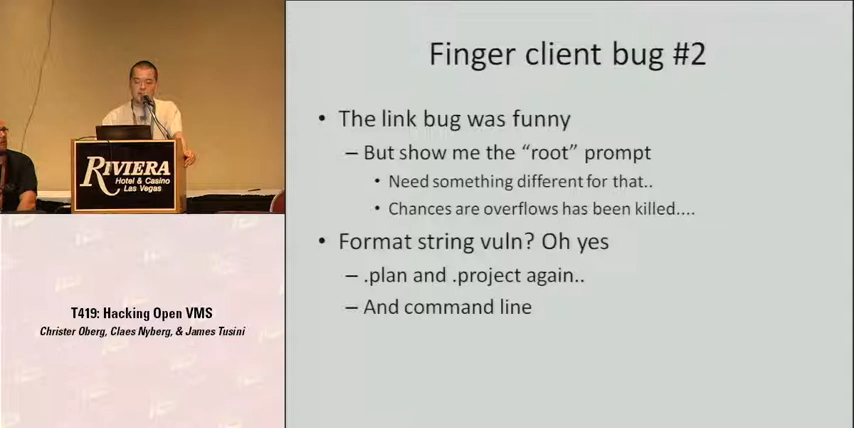 RIVIERA
Hotel & Casino
Las Vegas
T419: Hacking Open VMS
Christer Oberg, Claes Nyberg, & James Tusini
Finger client bug #2
• The link bug was funny
– But show me the “root” prompt
• Need something different for that..
• Chances are overflows has been killed....
• Format string vuln? Oh yes
– .plan and .project again..
– And command line